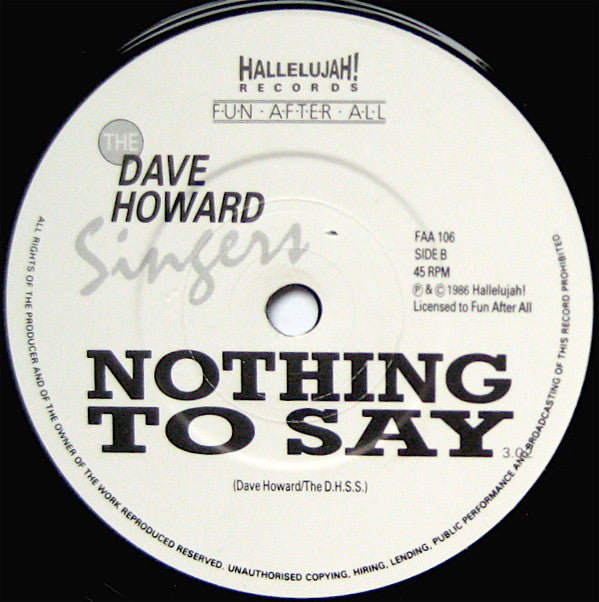 HALLELUJAH!
RECORDS
FUN·AFTER·ALL
THE
DAVE
HOWARD
Singers
FAA 106
SIDE B
45 RPM
Ⓟ & © 1986 Hallelujah!
Licensed to Fun After All
NOTHING
TO SAY
(Dave Howard/The D.H.S.S.)
ALL RIGHTS OF THE PRODUCER AND OF THE OWNER OF THE WORK REPRODUCED RESERVED. UNAUTHORISED COPYING, HIRING, LENDING, PUBLIC PERFORMANCE AND BROADCASTING OF THIS RECORD PROHIBITED